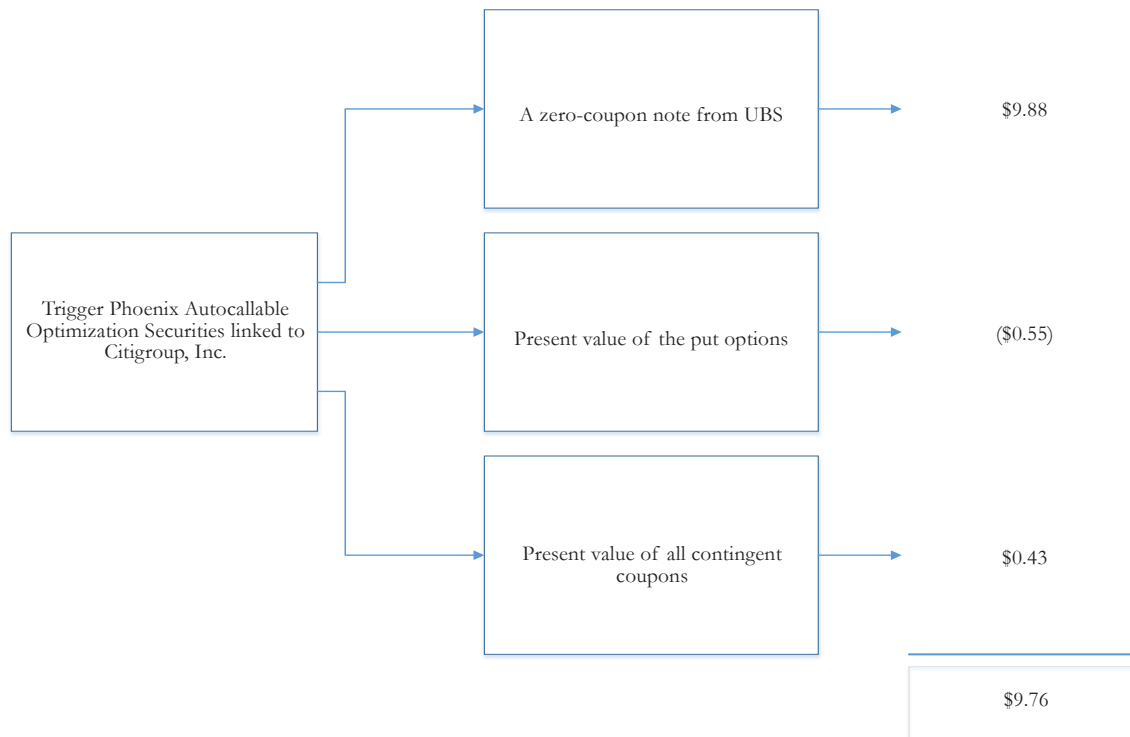 A zero-coupon note from UBS
$9.88
Trigger Phoenix Autocallable
Optimization Securities linked to
Citigroup, Inc.
Present value of the put options
($0.55)
Present value of all contingent
coupons
$0.43
$9.76